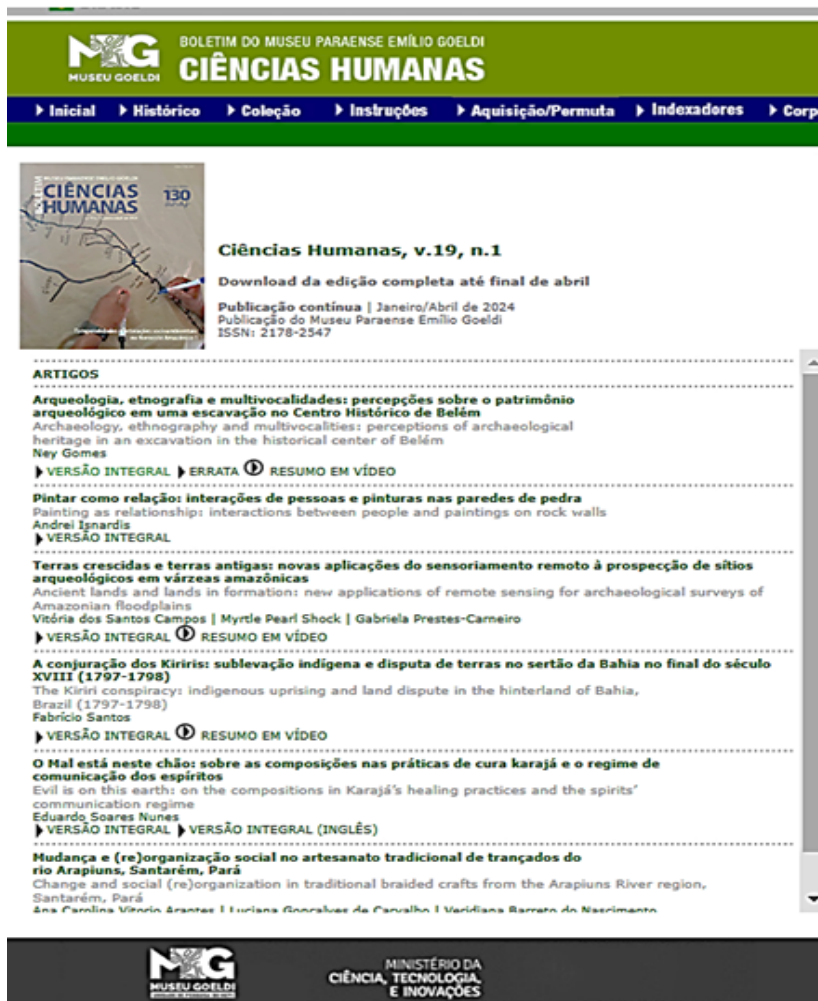 BOLETIM DO MUSEU PARAENSE EMÍLIO GOELDI
MUSEU GOELDI
CIÊNCIAS HUMANAS
Inicial Histórico Coleção Instruções Aquisição/Permuta Indexadores Corp
BOLETIM
CIÊNCIAS
HUMANAS
130
Ciências Humanas, v.19, n.1
Download da edição completa até final de abril
Publicação contínua | Janeiro/Abril de 2024
Publicação do Museu Paraense Emílio Goeldi
ISSN: 2178-2547
ARTIGOS
Arqueologia, etnografia e multivocalidades: percepções sobre o patrimônio
arqueológico em uma escavação no Centro Histórico de Belém
Archaeology, ethnography and multivocalities: perceptions of archaeological
heritage in an excavation in the historical center of Belém
Ney Gomes
VERSÃO INTEGRAL ERRATA RESUMO EM VÍDEO
Pintar como relação: interações de pessoas e pinturas nas paredes de pedra
Painting as relationship: interactions between people and paintings on rock walls
Andrei Isnardis
VERSÃO INTEGRAL
Terras crescidas e terras antigas: novas aplicações do sensoriamento remoto à prospecção de sítios
arqueológicos em várzeas amazônicas
Ancient lands and lands in formation: new applications of remote sensing for archaeological surveys of
Amazonian floodplains
Vitória dos Santos Campos | Myrtle Pearl Shock | Gabriela Prestes-Carneiro
VERSÃO INTEGRAL RESUMO EM VÍDEO
A conjuração dos Kiriris: sublevação indígena e disputa de terras no sertão da Bahia no final do século
XVIII (1797-1798)
The Kiriri conspiracy: indigenous uprising and land dispute in the hinterland of Bahia,
Brazil (1797-1798)
Fabrício Santos
VERSÃO INTEGRAL RESUMO EM VÍDEO
O Mal está neste chão: sobre as composições nas práticas de cura karajá e o regime de
comunicação dos espíritos
Evil is on this earth: on the compositions in Karajá's healing practices and the spirits'
communication regime
Eduardo Soares Nunes
VERSÃO INTEGRAL VERSÃO INTEGRAL (INGLÊS)
Mudança e (re)organização social no artesanato tradicional de trançados do
rio Arapiuns, Santarém, Pará
Change and social (re)organization in traditional braided crafts from the Arapiuns River region,
Santarém, Pará
Ana Carolina Vitorio Arantes | Luciana Gonçalves de Carvalho | Veridiana Barreto do Nascimento
MUSEU GOELDI
MINISTÉRIO DA
CIÊNCIA, TECNOLOGIA,
E INOVAÇÕES